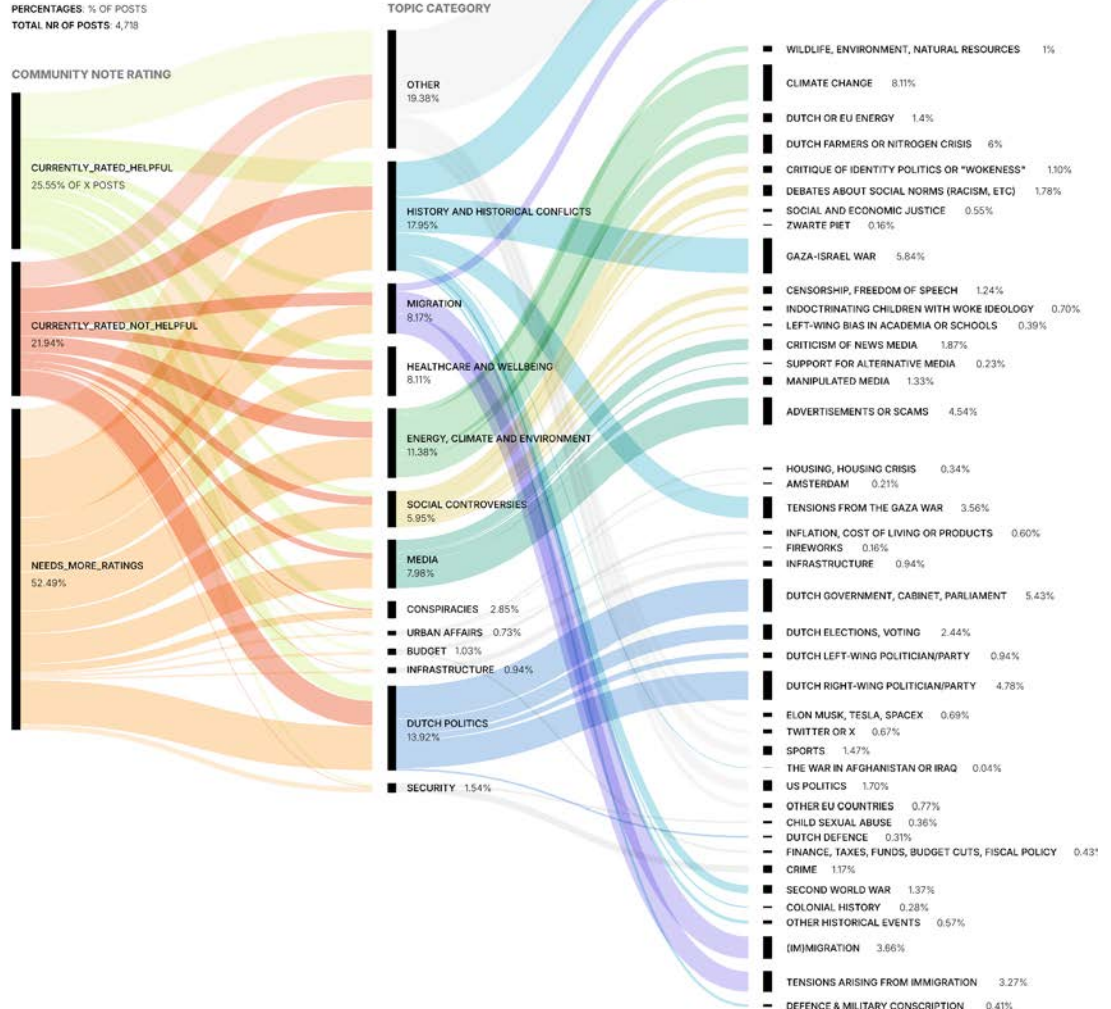 PERCENTAGES: % OF POSTS
TOTAL NR OF POSTS: 4,718
COMMUNITY NOTE RATING
CURRENTLY_RATED_HELPFUL
25.55% OF X POSTS
CURRENTLY_RATED_NOT_HELPFUL
21.94%
NEEDS_MORE_RATINGS
52.49%
TOPIC CATEGORY
OTHER
19.38%
HISTORY AND HISTORICAL CONFLICTS
17.95%
MIGRATION
8.17%
HEALTHCARE AND WELLBEING
8.11%
ENERGY, CLIMATE AND ENVIRONMENT
11.38%
SOCIAL CONTROVERSIES
5.95%
MEDIA
7.98%
CONSPIRACIES 2.85%
URBAN AFFAIRS 0.73%
BUDGET 1.03%
INFRASTRUCTURE 0.94%
DUTCH POLITICS
13.92%
SECURITY 1.54%
WILDLIFE, ENVIRONMENT, NATURAL RESOURCES 1%
CLIMATE CHANGE 8.11%
DUTCH OR EU ENERGY 1.4%
DUTCH FARMERS OR NITROGEN CRISIS 6%
CRITIQUE OF IDENTITY POLITICS OR "WOKENESS" 1.10%
DEBATES ABOUT SOCIAL NORMS (RACISM, ETC) 1.78%
SOCIAL AND ECONOMIC JUSTICE 0.55%
ZWARTE PIET 0.16%
GAZA-ISRAEL WAR 5.84%
CENSORSHIP, FREEDOM OF SPEECH 1.24%
INDOCTRINATING CHILDREN WITH WOKE IDEOLOGY 0.70%
LEFT-WING BIAS IN ACADEMIA OR SCHOOLS 0.39%
CRITICISM OF NEWS MEDIA 1.87%
SUPPORT FOR ALTERNATIVE MEDIA 0.23%
MANIPULATED MEDIA 1.33%
ADVERTISEMENTS OR SCAMS 4.54%
HOUSING, HOUSING CRISIS 0.34%
AMSTERDAM 0.21%
TENSIONS FROM THE GAZA WAR 3.56%
INFLATION, COST OF LIVING OR PRODUCTS 0.60%
FIREWORKS 0.16%
INFRASTRUCTURE 0.94%
DUTCH GOVERNMENT, CABINET, PARLIAMENT 5.43%
DUTCH ELECTIONS, VOTING 2.44%
DUTCH LEFT-WING POLITICIAN/PARTY 0.94%
DUTCH RIGHT-WING POLITICIAN/PARTY 4.78%
ELON MUSK, TESLA, SPACEX 0.69%
TWITTER OR X 0.67%
SPORTS 1.47%
THE WAR IN AFGHANISTAN OR IRAQ 0.04%
US POLITICS 1.70%
OTHER EU COUNTRIES 0.77%
CHILD SEXUAL ABUSE 0.36%
DUTCH DEFENCE 0.31%
FINANCE, TAXES, FUNDS, BUDGET CUTS, FISCAL POLICY 0.43%
CRIME 1.17%
SECOND WORLD WAR 1.37%
COLONIAL HISTORY 0.28%
OTHER HISTORICAL EVENTS 0.57%
(IM)MIGRATION 3.66%
TENSIONS ARISING FROM IMMIGRATION 3.27%
DEFENCE & MILITARY CONSCRIPTION 0.41%